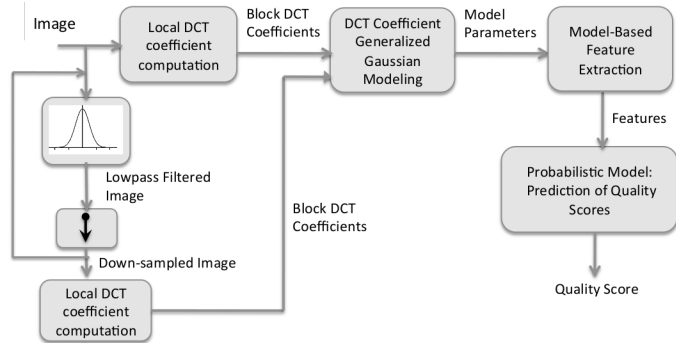 Image
Local DCT
coefficient
computation
Block DCT
Coefficients
DCT Coefficient
Generalized
Gaussian
Modeling
Model
Parameters
Model-Based
Feature
Extraction
Features
Probabilistic Model:
Prediction of Quality
Scores
Quality Score
Lowpass Filtered
Image
Block DCT
Coefficients
Down-sampled Image
Local DCT
coefficient
computation